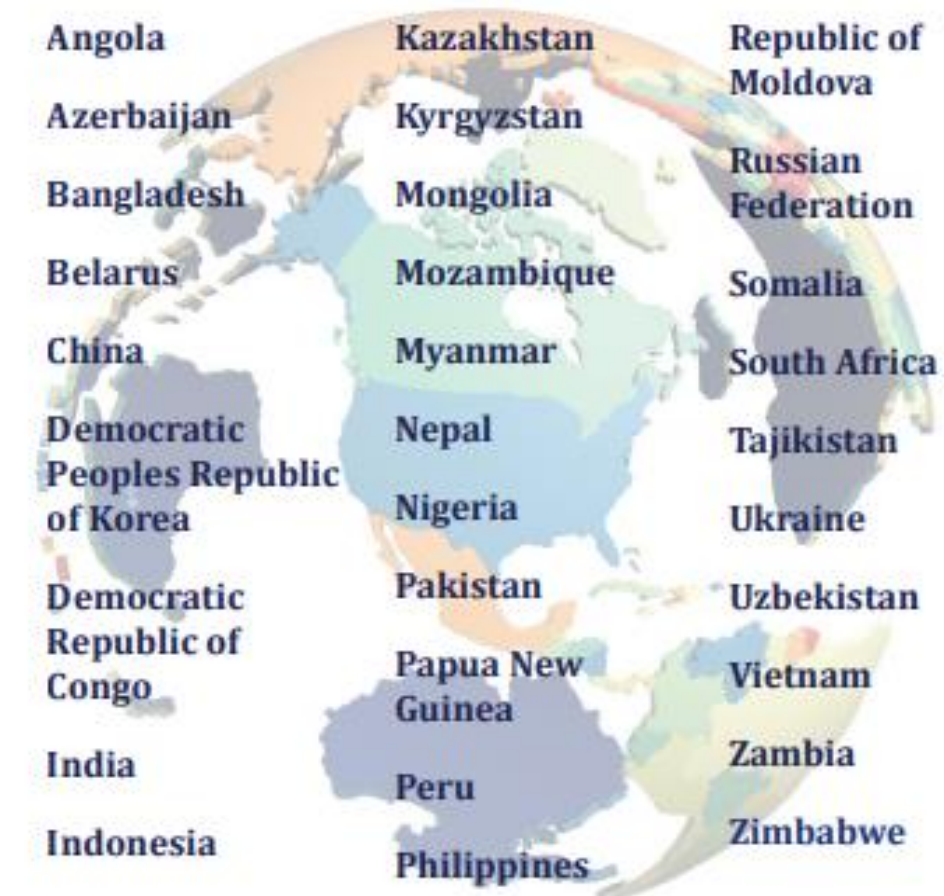 Angola
Azerbaijan
Bangladesh
Belarus
China
Democratic
Peoples Republic
of Korea
Democratic
Republic of
Congo
India
Indonesia
Kazakhstan
Kyrgyzstan
Mongolia
Mozambique
Myanmar
Nepal
Nigeria
Pakistan
Papua New
Guinea
Peru
Philippines
Republic of
Moldova
Russian
Federation
Somalia
South Africa
Tajikistan
Ukraine
Uzbekistan
Vietnam
Zambia
Zimbabwe